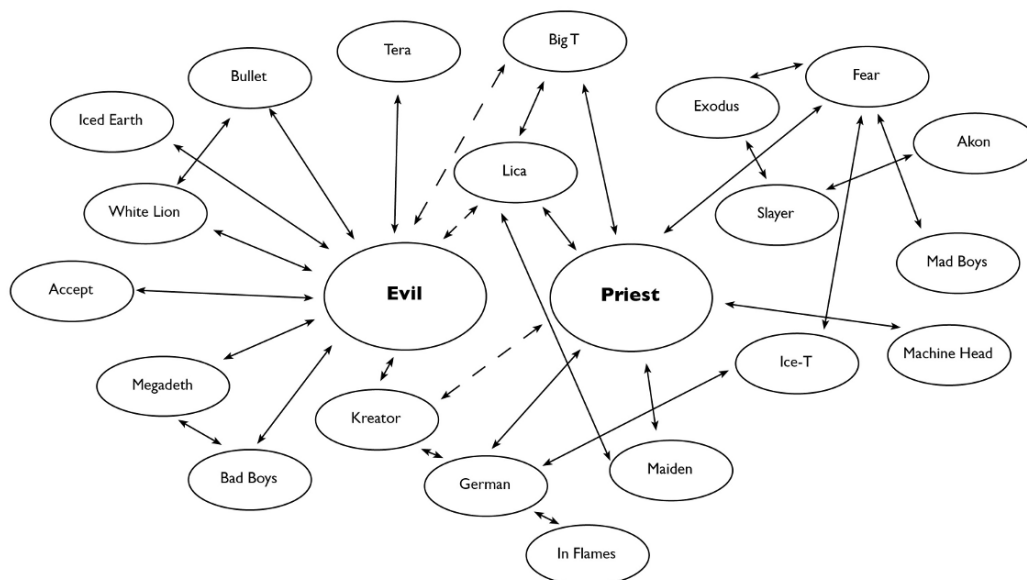 Big T
Tera
Bullet
Fear
Exodus
Iced Earth
Akon
Lica
White Lion
Slayer
Mad Boys
Accept
Evil
Priest
Machine Head
Ice-T
Megadeth
Kreator
Maiden
Bad Boys
German
In Flames